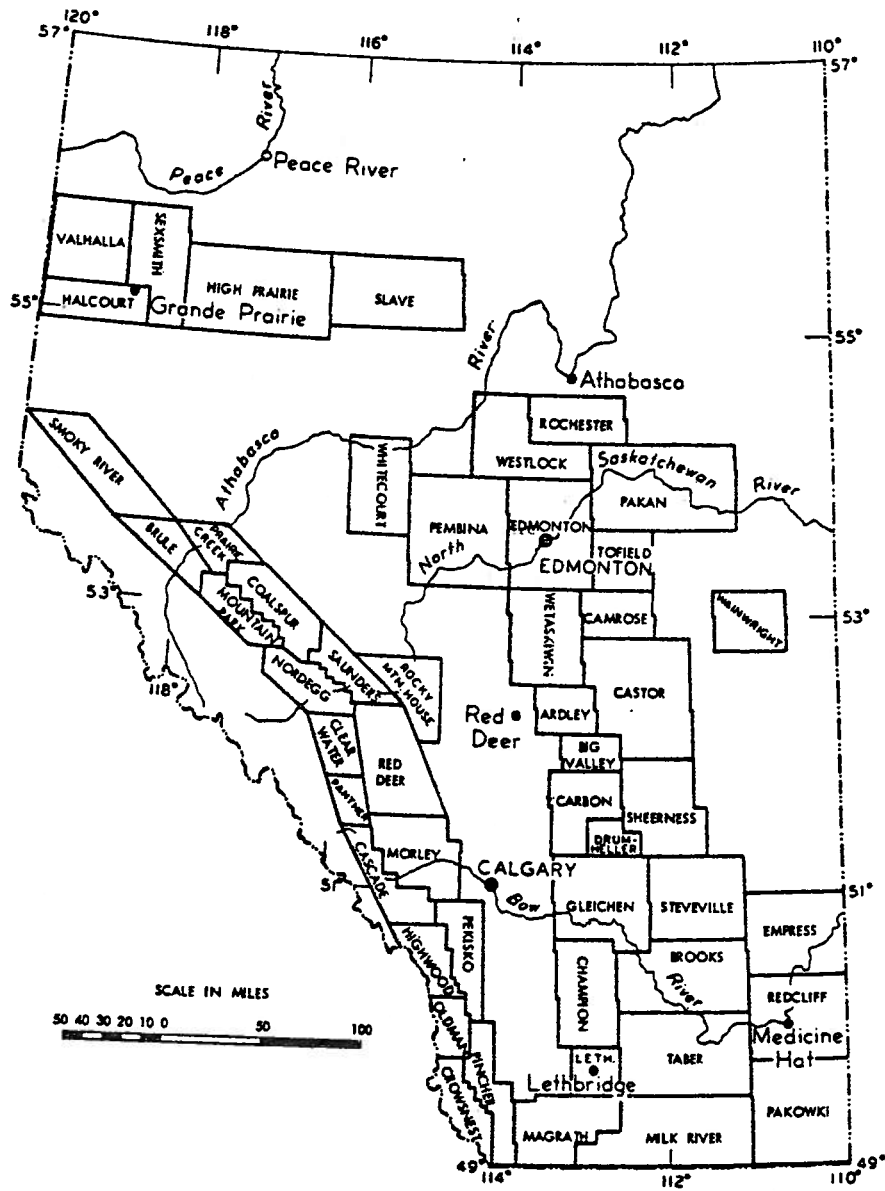 120°
57°
118°
116°
114°
112°
110°
57°
River
Peace
Peace River
VALHALLA
SEXSMITH
HIGH PRAIRIE
SLAVE
HALCOURT
Grande Prairie
55°
55°
River
Athabasca
Athabasca
ROCHESTER
WESTLOCK
WHITECOURT
Saskatchewan
River
PAKAN
PEMBINA
EDMONTON
North
EDMONTON
TOFIELD
SMOKY RIVER
BRULE
PRAIRIE
CREEK
COALSPUR
MOUNTAIN
PARK
53°
53°
WETASKIWIN
CAMROSE
WAINWRIGHT
NORDEGG
SAUNDERS
ROCKY
MTN. HOUSE
118°
CASTOR
ARDLEY
Red
Deer
CLEAR
WATER
RED
DEER
BIG
VALLEY
PANTHER
CARBON
SHEERNESS
DRUM-
HELLER
CASCADE
MORLEY
51°
CALGARY
51°
Bow
GLEICHEN
STEVEVILLE
EMPRESS
PEKISKO
HIGHWOOD
CHAMPION
BROOKS
River
REDCLIFF
SCALE IN MILES
50 40 30 20 10 0 50 100
OLDMAN
PINCHER
LETH.
Lethbridge
TABER
Medicine
Hat
CROWSNEST
MAGRATH
MILK RIVER
PAKOWKI
49°
114°
112°
110°
49°